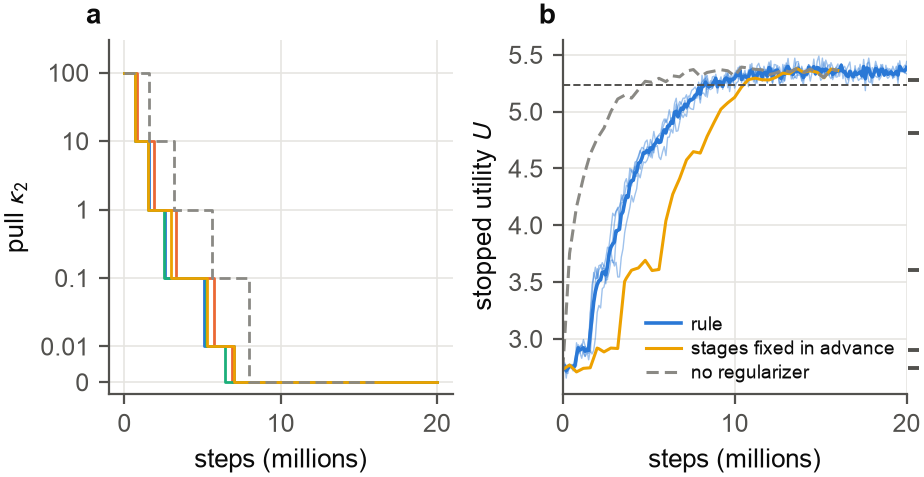 a
100
10
1
0.1
0.01
0
pull κ2
0 10 20
steps (millions)
b
5.5
5.0
4.5
4.0
3.5
3.0
stopped utility U
rule
stages fixed in advance
no regularizer
0 10 20
steps (millions)